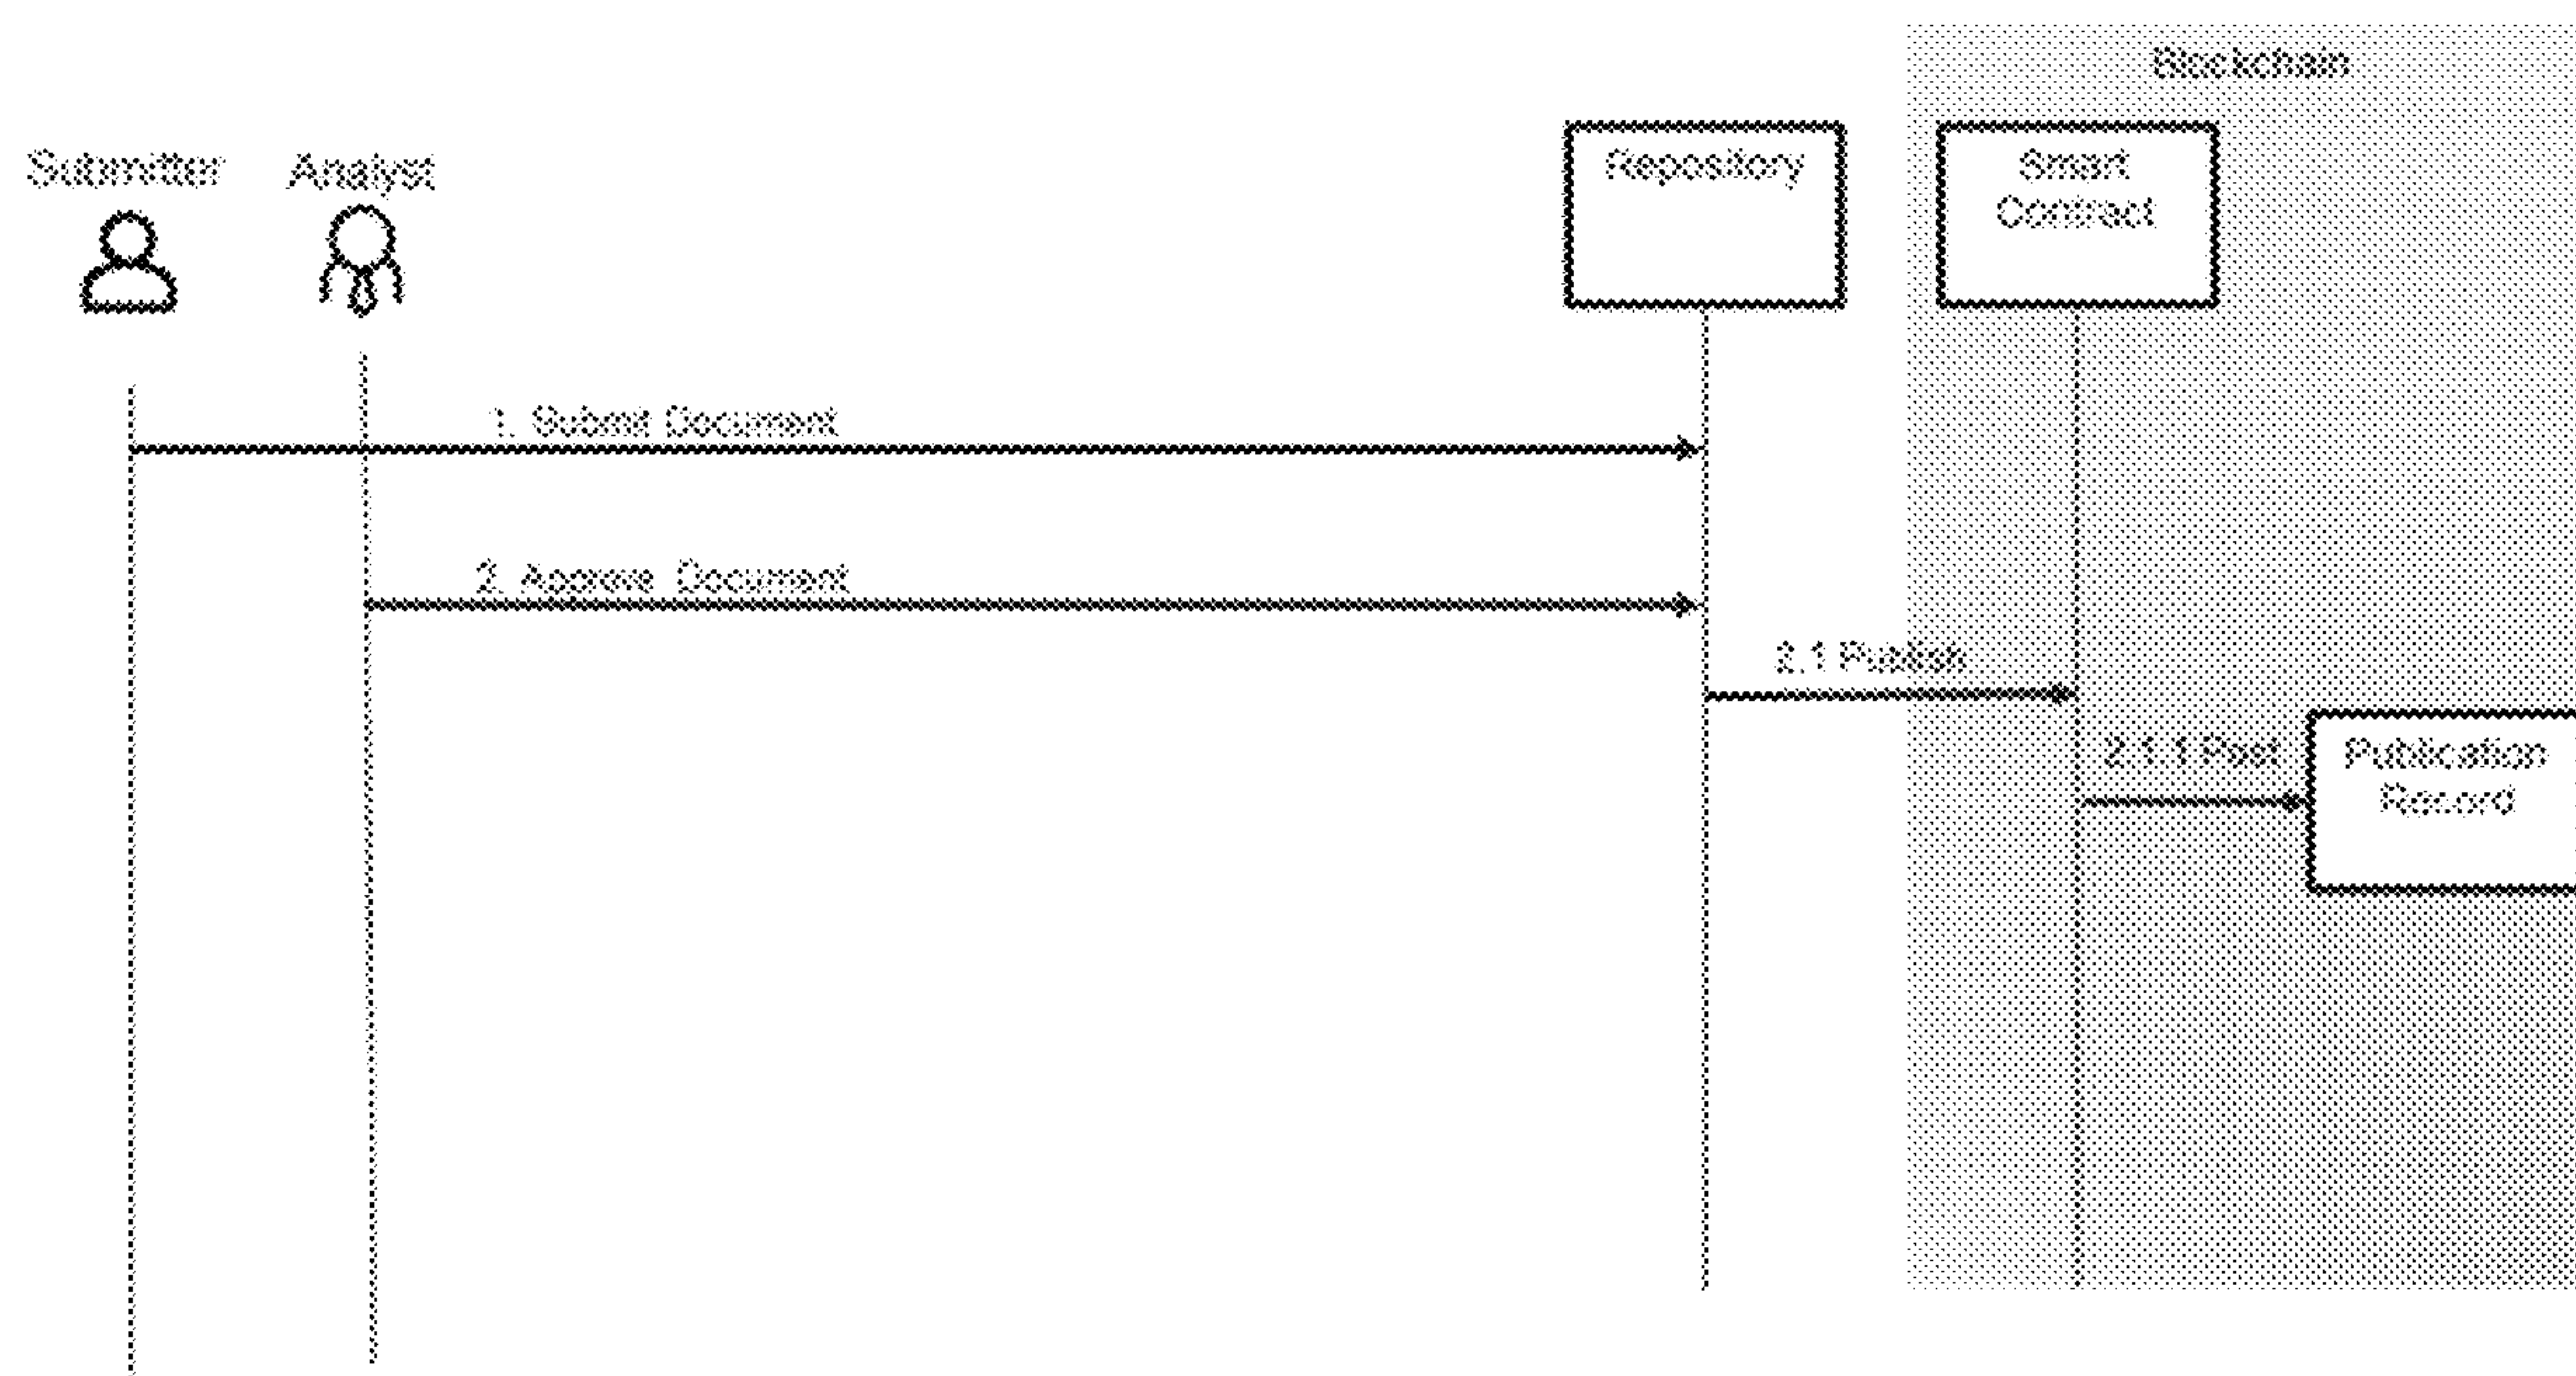 Blockchain
Submitter
Analyst
Repository
Smart
Contract
1. Submit Document
2. Approve Document
2.1 Publish
2.1.1 Post
Publication
Record